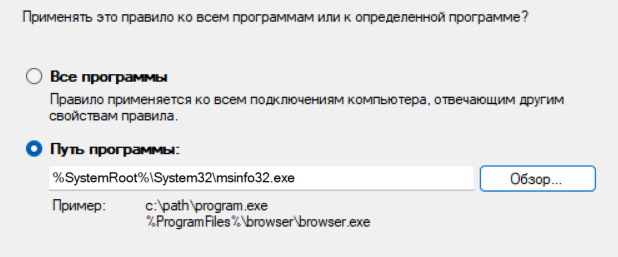 Применять это правило ко всем программам или к определенной программе?
Все программы
Правило применяется ко всем подключениям компьютера, отвечающим другим
свойствам правила.
Путь программы:
%SystemRoot%\System32\msinfo32.exe
Обзор...
Пример: c:\path\program.exe
%ProgramFiles%\browser\browser.exe